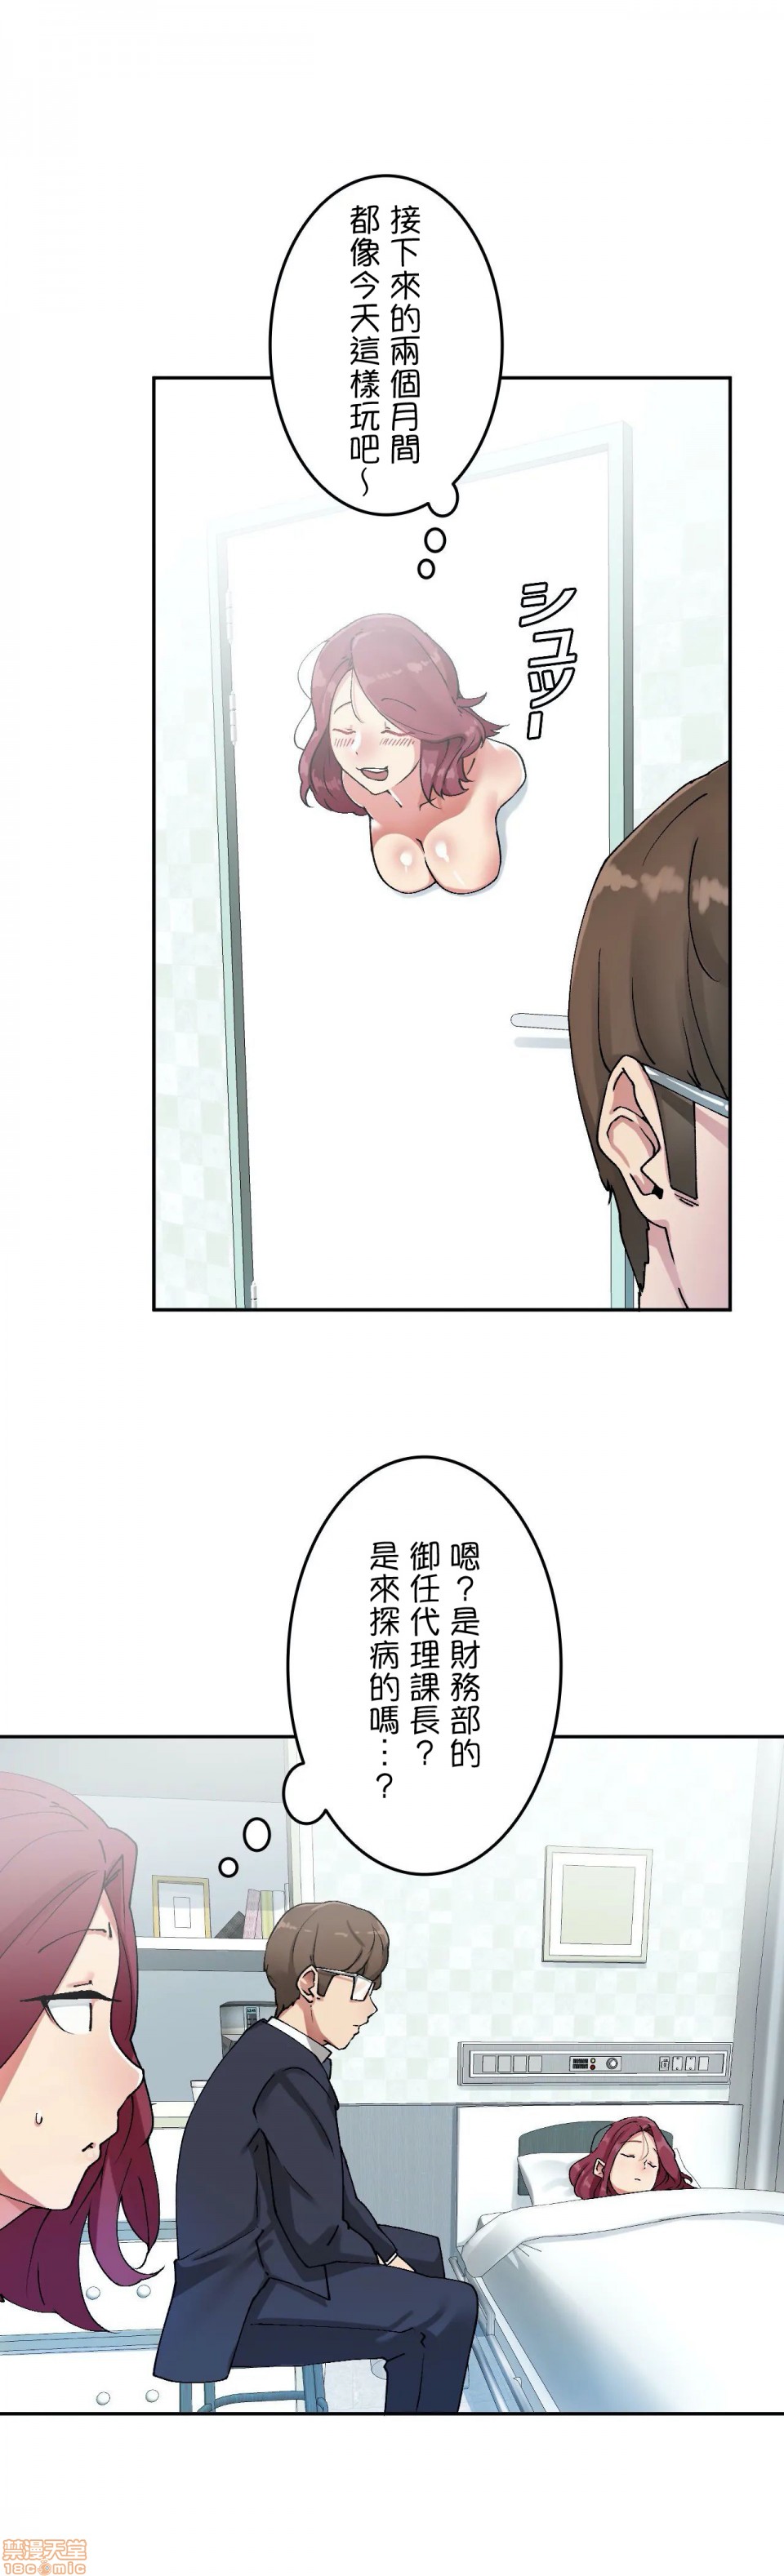 接下來的兩個月間
都像今天這樣玩吧～
シュッー
嗯？是財務部的
御任代理課長？
是來探病的嗎…？
禁漫天堂
18comic